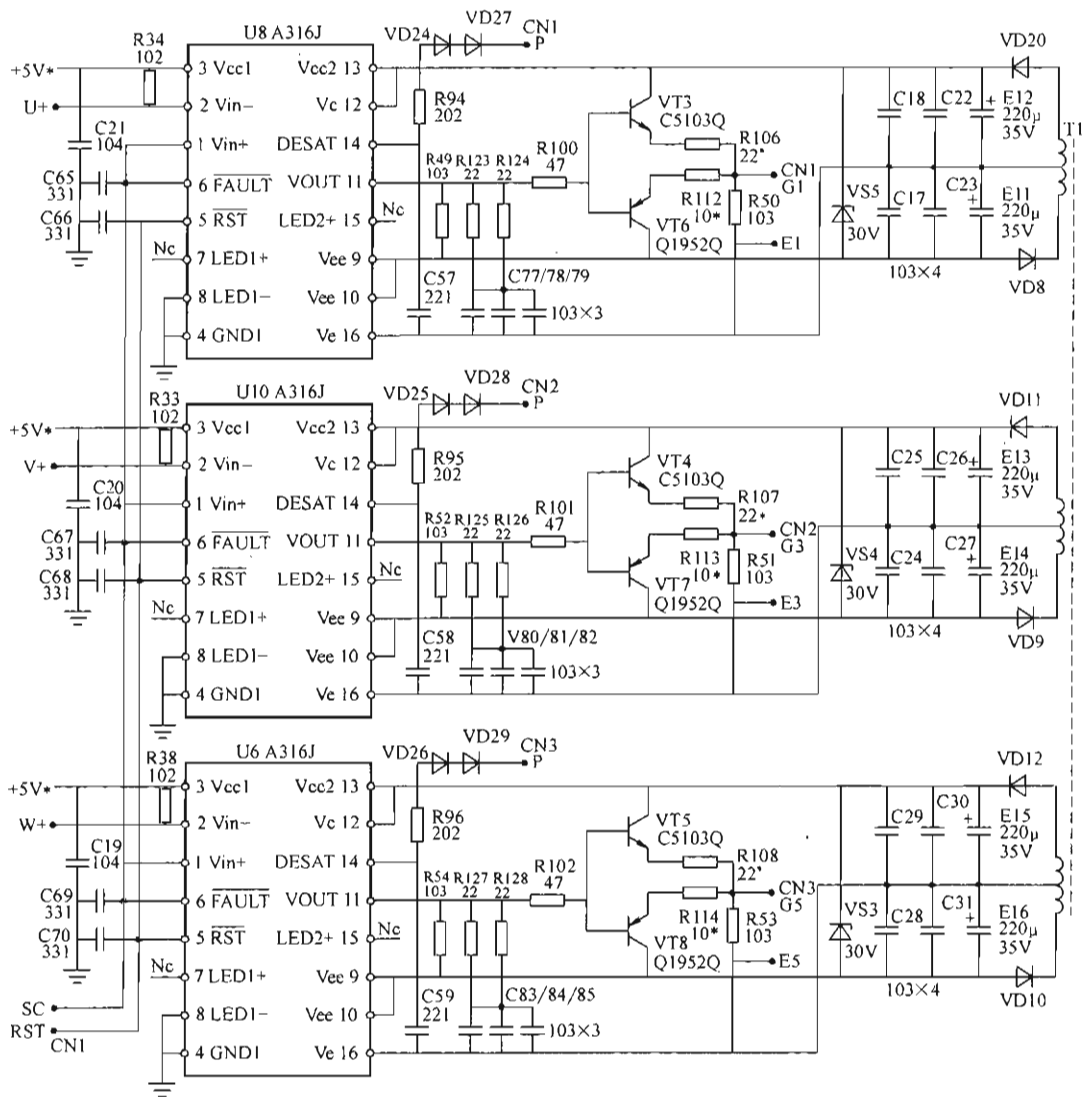 U8 A316J
VD24
VD27
CN1
P
R34
102
+5V*
U+
3 Vcc1
2 Vin-
1 Vin+
6 FAULT
5 RST
7 LED1+
8 LED1-
4 GND1
Vcc2 13
Vc 12
DESAT 14
VOUT 11
LED2+ 15
Vee 9
Vee 10
Ve 16
C21
104
C65
331
C66
331
Nc
Nc
R94
202
R49
103
R123
22
R124
22
R100
47
C57
221
C77/78/79
103×3
VT3
C5103Q
VT6
Q1952Q
R106
22*
R112
10*
R50
103
CN1
G1
E1
VS5
30V
C18
C22
C17
C23
103×4
VD20
E12
220μ
35V
E11
220μ
35V
VD8
T1
U10 A316J
VD25
VD28
CN2
P
R33
102
+5V*
V+
3 Vcc1
2 Vin-
1 Vin+
6 FAULT
5 RST
7 LED1+
8 LED1-
4 GND1
Vcc2 13
Vc 12
DESAT 14
VOUT 11
LED2+ 15
Vee 9
Vee 10
Ve 16
C20
104
C67
331
C68
331
Nc
Nc
R95
202
R52
103
R125
22
R126
22
R101
47
C58
221
V80/81/82
103×3
VT4
C5103Q
VT7
Q1952Q
R107
22*
R113
10*
R51
103
CN2
G3
E3
VS4
30V
C25
C26
C24
C27
103×4
VD11
E13
220μ
35V
E14
220μ
35V
VD9
U6 A316J
VD26
VD29
CN3
P
R38
102
+5V*
W+
3 Vcc1
2 Vin-
1 Vin+
6 FAULT
5 RST
7 LED1+
8 LED1-
4 GND1
Vcc2 13
Vc 12
DESAT 14
VOUT 11
LED2+ 15
Vee 9
Vee 10
Ve 16
C19
104
C69
331
C70
331
Nc
Nc
SC
RST
CN1
R96
202
R54
103
R127
22
R128
22
R102
47
C59
221
C83/84/85
103×3
VT5
C5103Q
VT8
Q1952Q
R108
22*
R114
10*
R53
103
CN3
G5
E5
VS3
30V
C29
C30
C28
C31
103×4
VD12
E15
220μ
35V
E16
220μ
35V
VD10